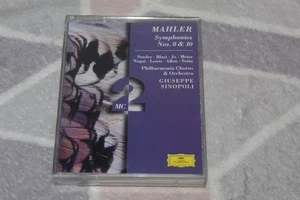 MAHLER
Symphonies
Nos. 8 & 10
Studer · Blasi · Jo · Meier
Nagai · Lewis · Allen · Sotin
Philharmonia Chorus
& Orchestra
GIUSEPPE
SINOPOLI
2
MC